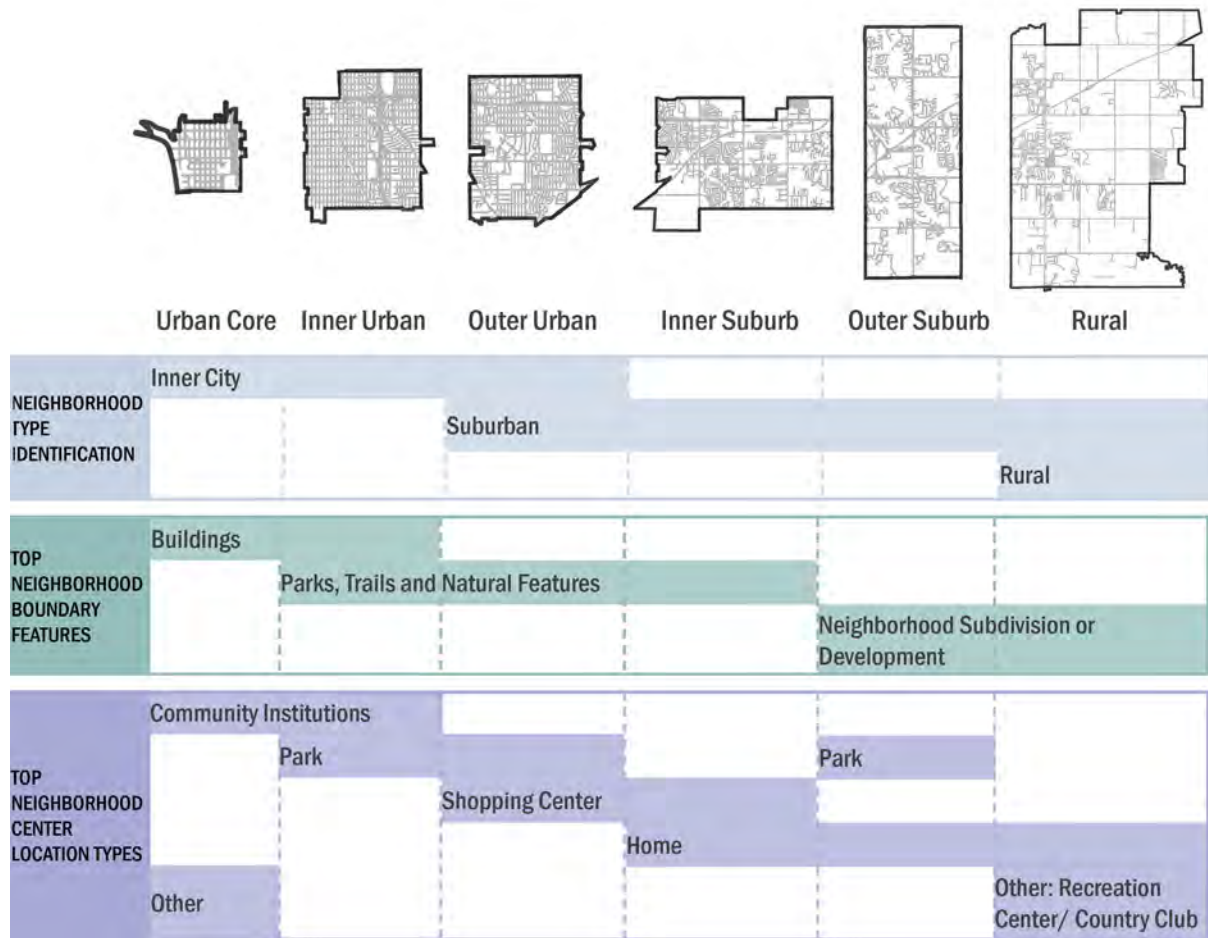 Urban Core Inner Urban Outer Urban Inner Suburb Outer Suburb Rural
NEIGHBORHOOD
TYPE
IDENTIFICATION
Inner City
Suburban
Rural
TOP
NEIGHBORHOOD
BOUNDARY
FEATURES
Buildings
Parks, Trails and Natural Features
Neighborhood Subdivision or
Development
TOP
NEIGHBORHOOD
CENTER
LOCATION TYPES
Community Institutions
Park Park
Shopping Center
Home
Other
Other: Recreation
Center/ Country Club